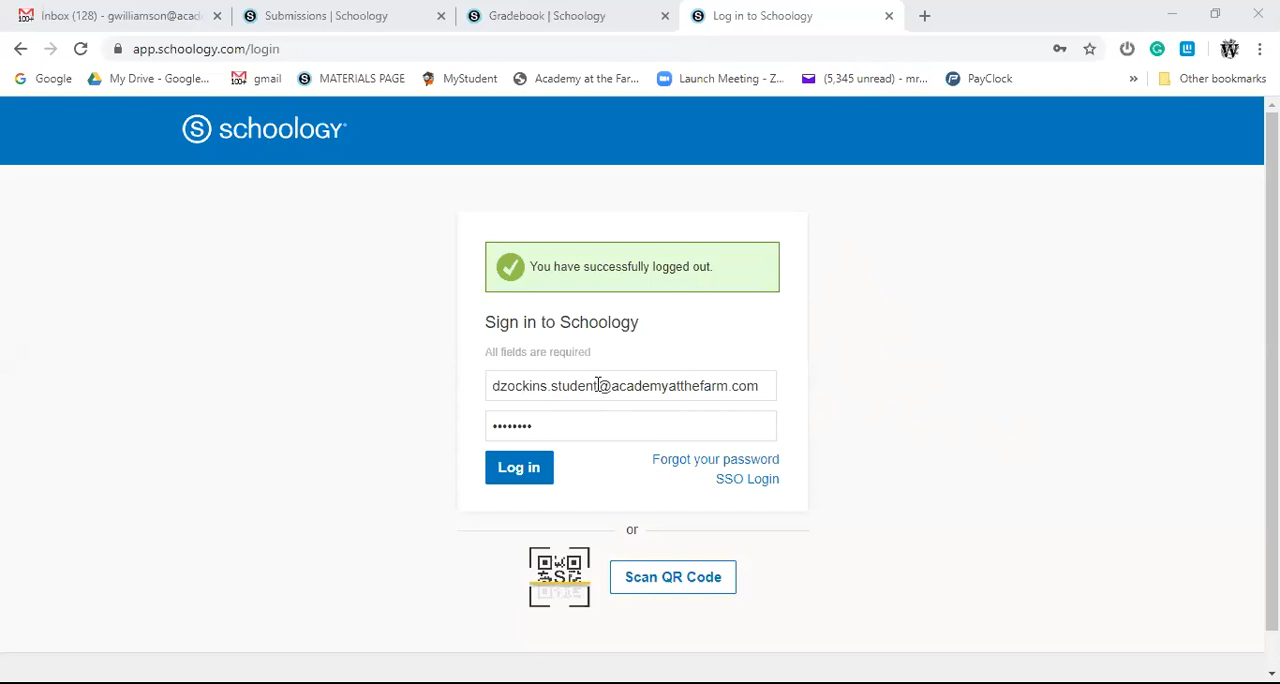 Inbox (128) - gwilliamson@acad
Submissions | Schoology
Gradebook | Schoology
Log in to Schoology
app.schoology.com/login
Google
My Drive - Google...
gmail
MATERIALS PAGE
MyStudent
Academy at the Far...
Launch Meeting - Z...
(5,345 unread) - mr...
PayClock
Other bookmarks
schoology
You have successfully logged out.
Sign in to Schoology
All fields are required
dzockins.student@academyatthefarm.com
••••••••
Log in
Forgot your password
SSO Login
or
Scan QR Code